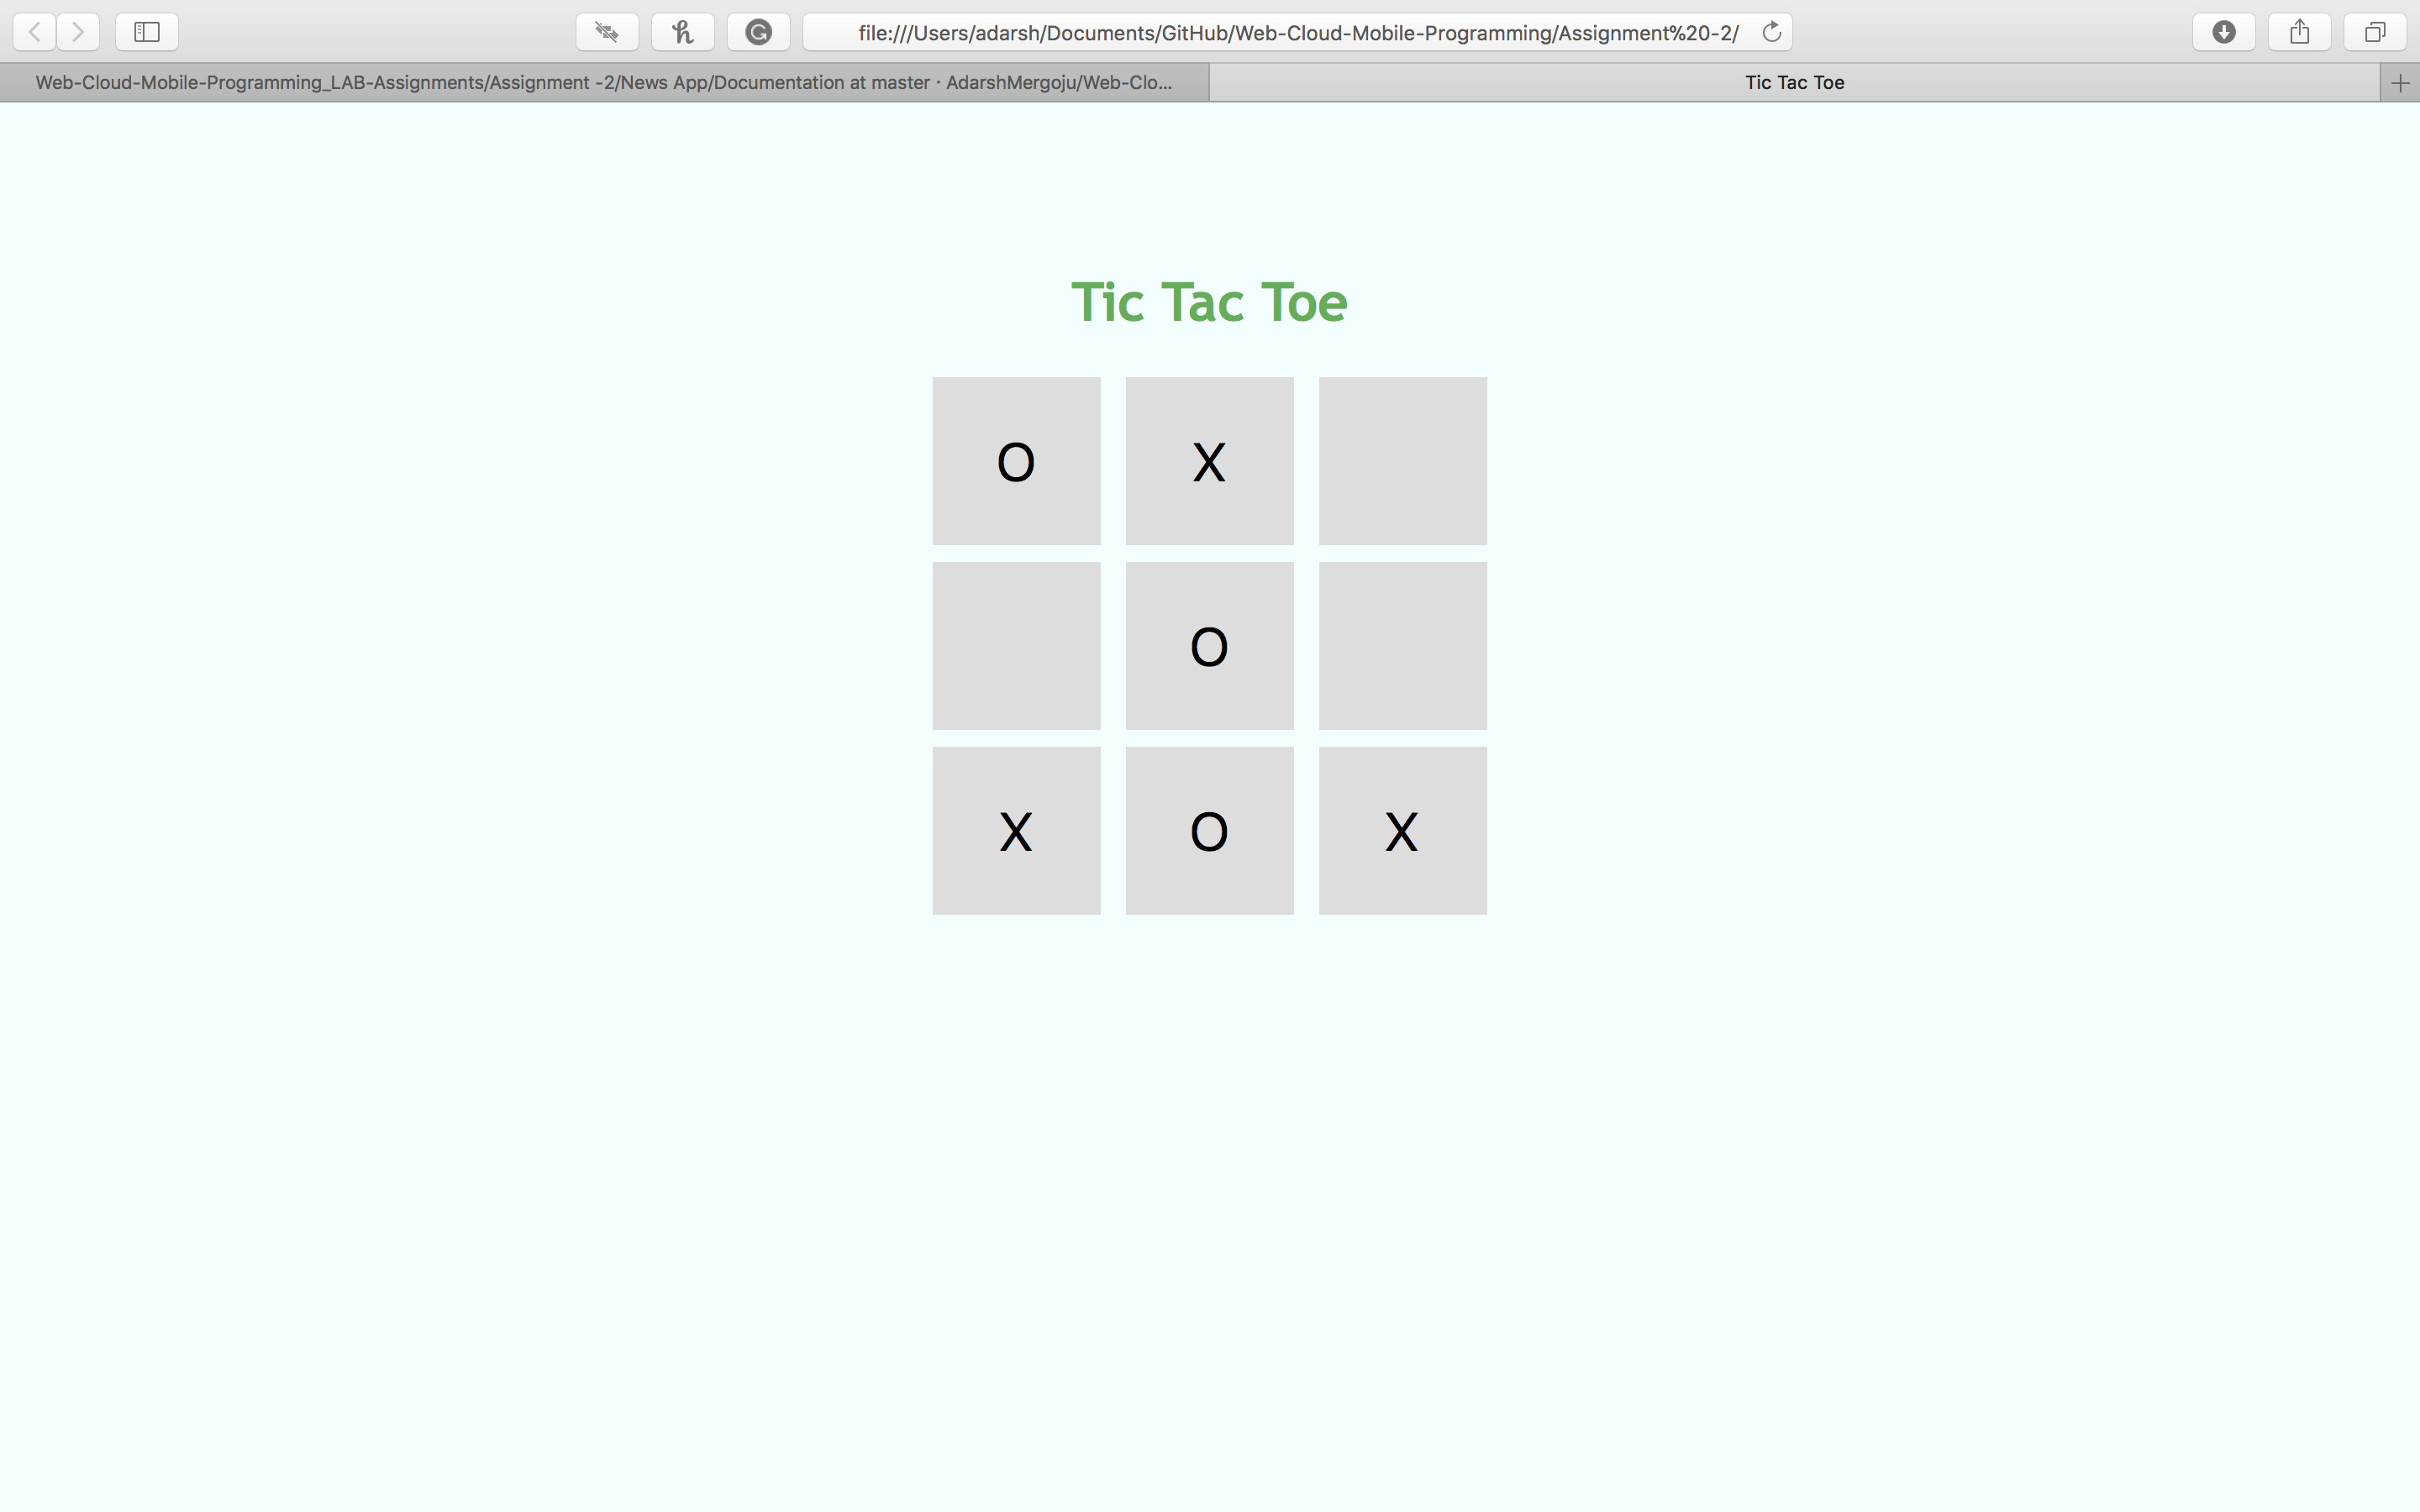 file:///Users/adarsh/Documents/GitHub/Web-Cloud-Mobile-Programming/Assignment%20-2/
Web-Cloud-Mobile-Programming_LAB-Assignments/Assignment -2/News App/Documentation at master · AdarshMergoju/Web-Clo...
Tic Tac Toe
Tic Tac Toe
O X
O
X O X